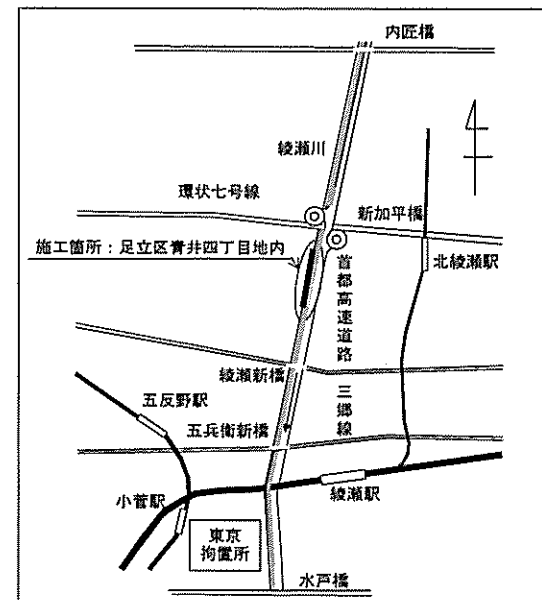 内匠橋
綾瀬川
環状七号線
新加平橋
施工箇所：足立区青井四丁目地内
首都高速道路 三郷線
北綾瀬駅
綾瀬新橋
五反野駅
五兵衛新橋
小菅駅
綾瀬駅
東京
拘置所
水戸橋